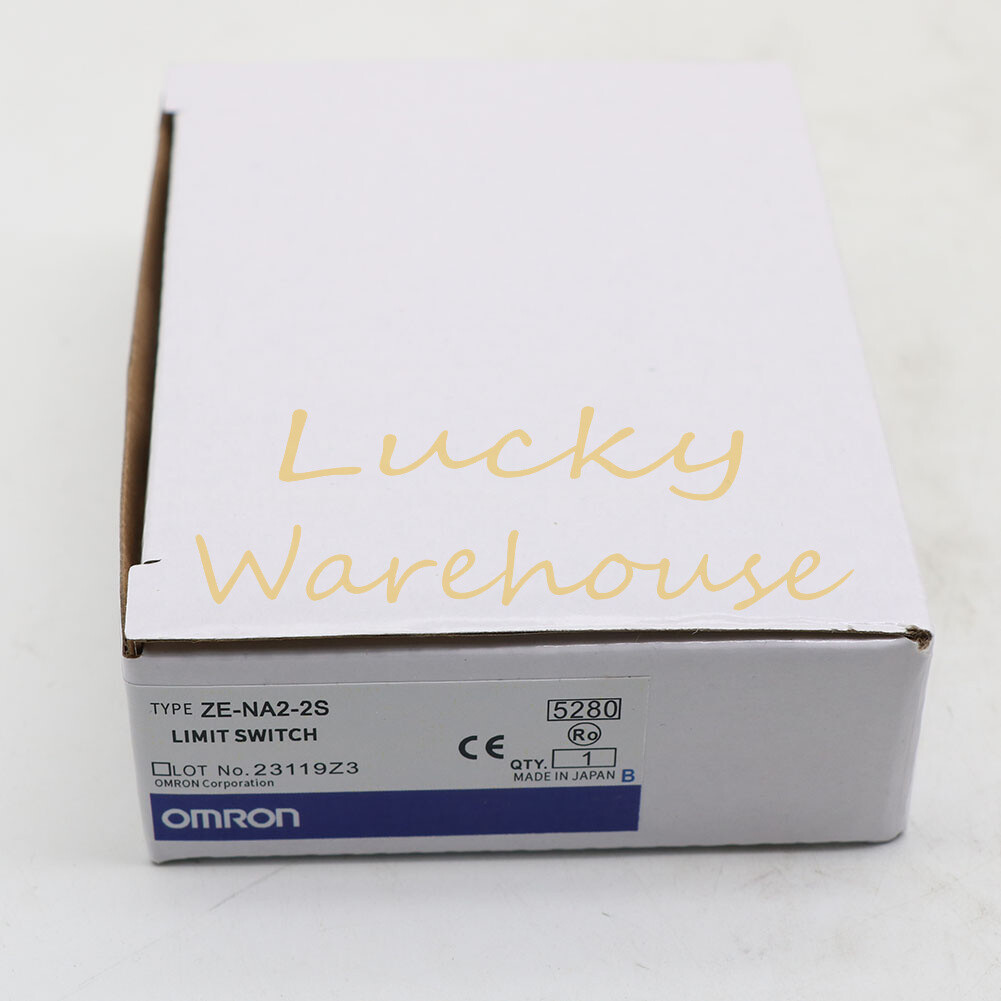 Lucky
Warehouse
TYPE ZE-NA2-2S
5280
LIMIT SWITCH
Ro
CE
QTY. 1
LOT No. 23119Z3
MADE IN JAPAN B
OMRON Corporation
OMRON